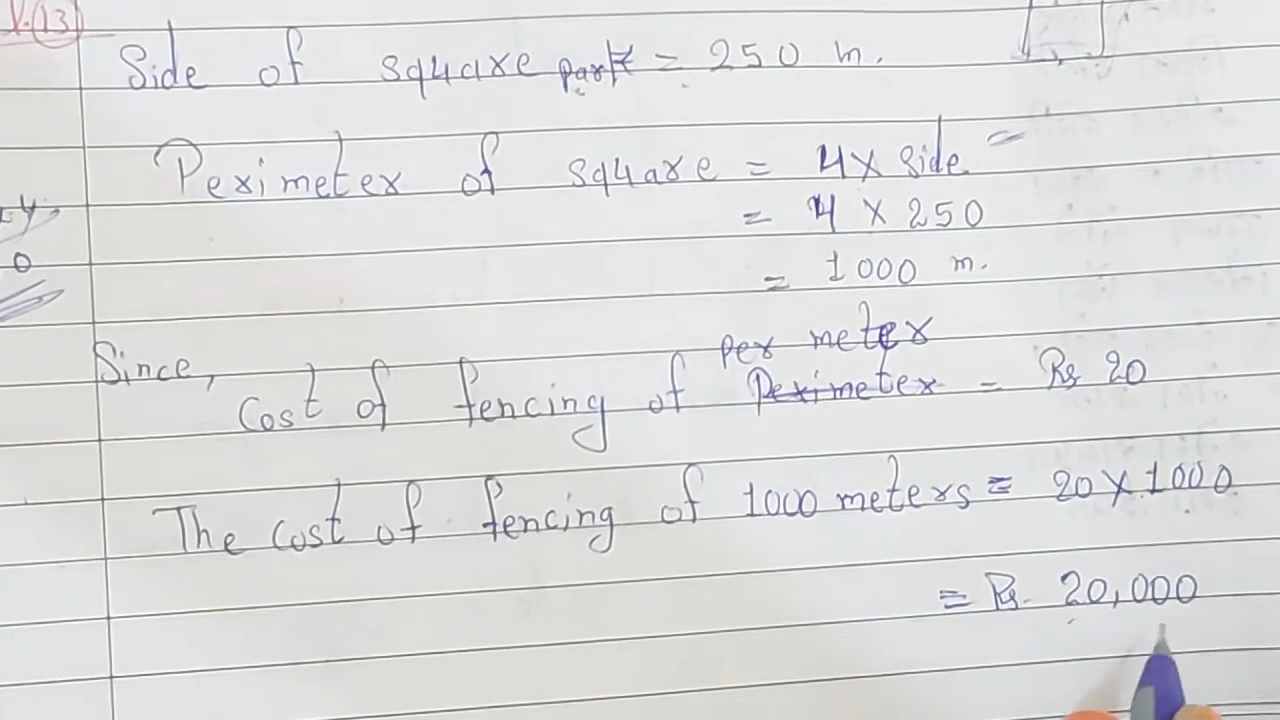 (13)
Side of square park = 250 m.
Perimeter of square = 4 × side
= 4 × 250
= 1000 m.
Since,
per meter
Cost of fencing of Perimeter = Rs 20
The cost of fencing of 1000 meters = 20 × 1000
= Rs. 20,000